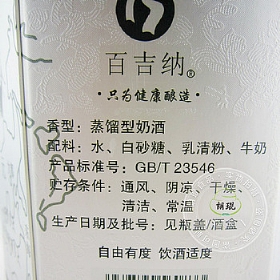 百吉纳®
·只为健康酿造·
香型：蒸馏型奶酒
配料：水、白砂糖、乳清粉、牛奶
产品标准号：GB/T 23546
贮存条件：通风、阴凉、干燥、
清洁、常温
生产日期及批号：见瓶盖/酒盒
自由有度 饮酒适度